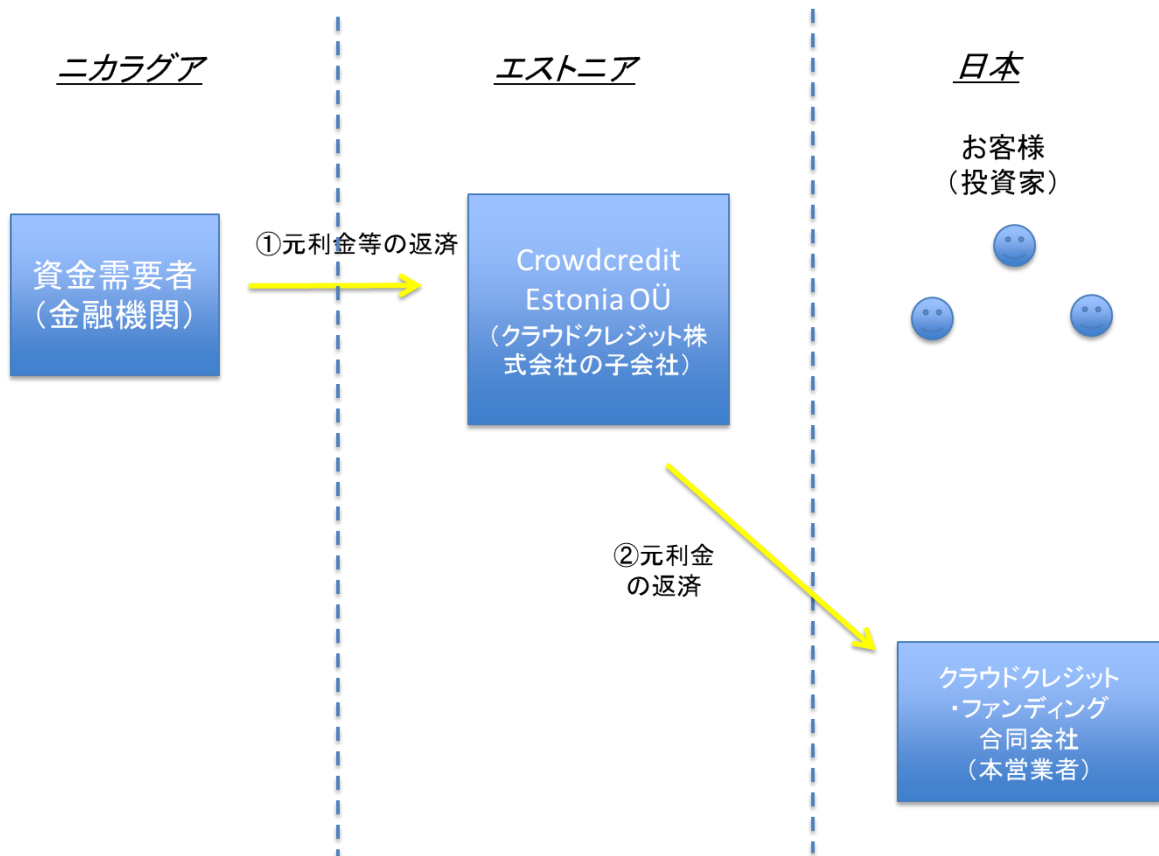 ニカラグア
エストニア
日本
お客様
（投資家）
資金需要者
（金融機関）
①元利金等の返済
Crowdcredit
Estonia OÜ
（クラウドクレジット株
式会社の子会社）
②元利金
の返済
クラウドクレジット
・ファンディング
合同会社
（本営業者）